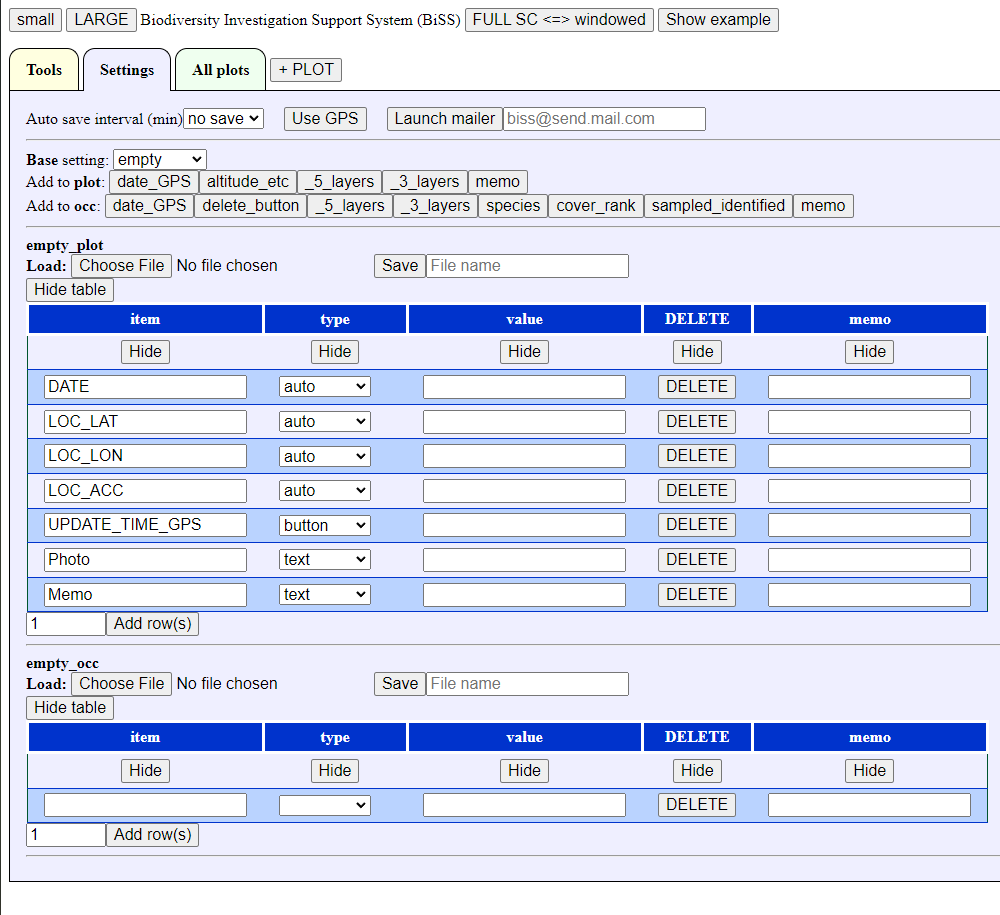 small LARGE Biodiversity Investigation Support System (BiSS) FULL SC <=> windowed Show example
Tools Settings All plots + PLOT
Auto save interval (min) no save Use GPS Launch mailer biss@send.mail.com
Base setting: empty
Add to plot: date_GPS altitude_etc _5_layers _3_layers memo
Add to occ: date_GPS delete_button _5_layers _3_layers species cover_rank sampled_identified memo
empty_plot
Load: Choose File No file chosen Save File name
Hide table
item type value DELETE memo
Hide Hide Hide Hide Hide
DATE auto DELETE
LOC_LAT auto DELETE
LOC_LON auto DELETE
LOC_ACC auto DELETE
UPDATE_TIME_GPS button DELETE
Photo text DELETE
Memo text DELETE
1 Add row(s)
empty_occ
Load: Choose File No file chosen Save File name
Hide table
item type value DELETE memo
Hide Hide Hide Hide Hide
DELETE
1 Add row(s)